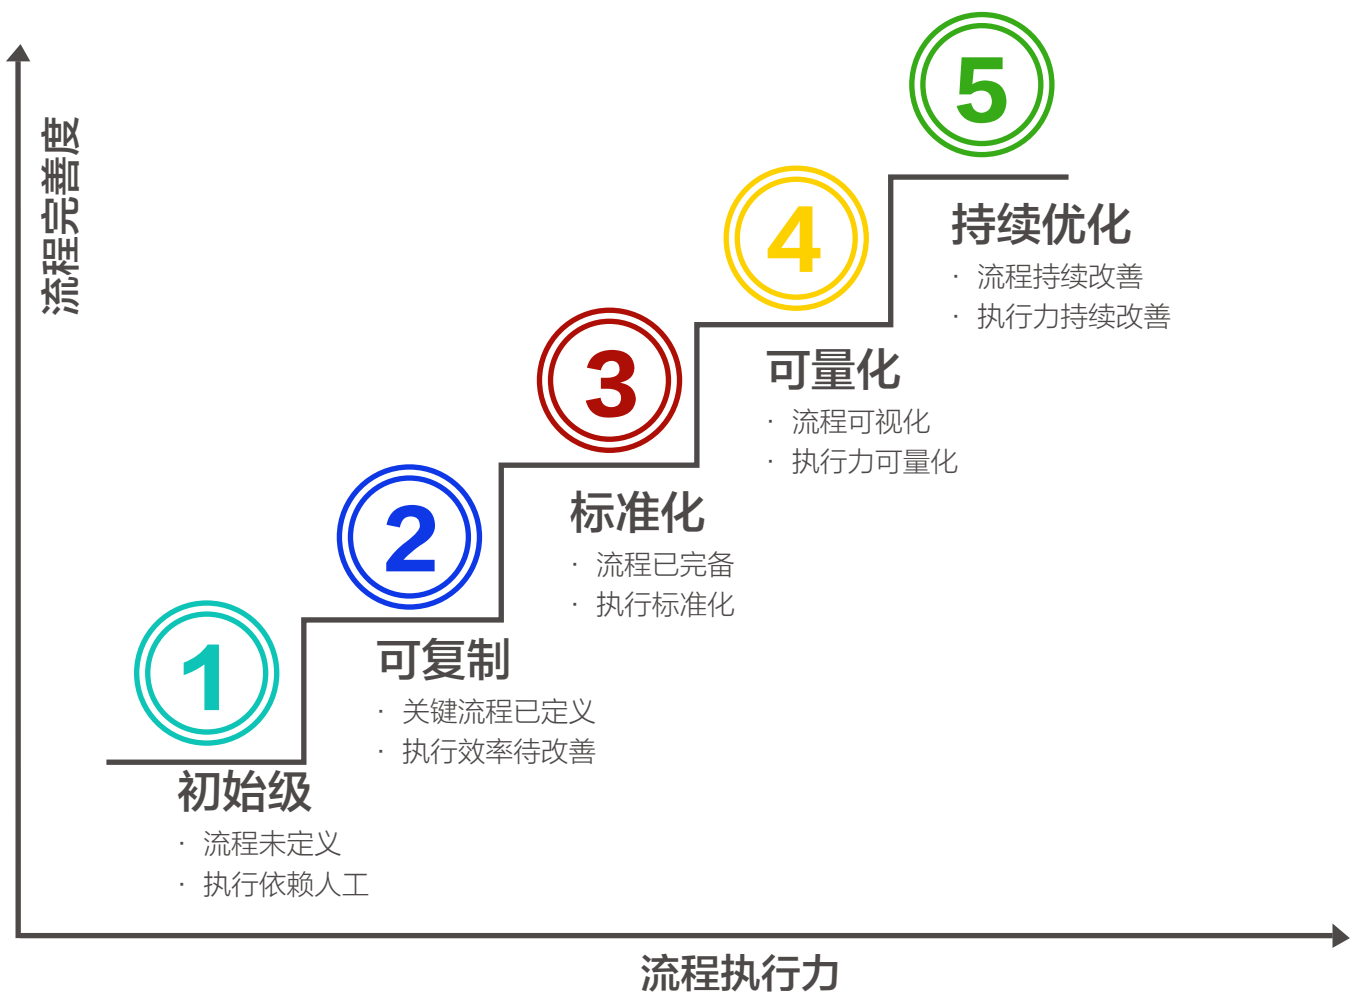 流程完善度
5
持续优化
· 流程持续改善
· 执行力持续改善
4
可量化
· 流程可视化
· 执行力可量化
3
标准化
· 流程已完备
· 执行标准化
2
可复制
· 关键流程已定义
· 执行效率待改善
1
初始级
· 流程未定义
· 执行依赖人工
流程执行力